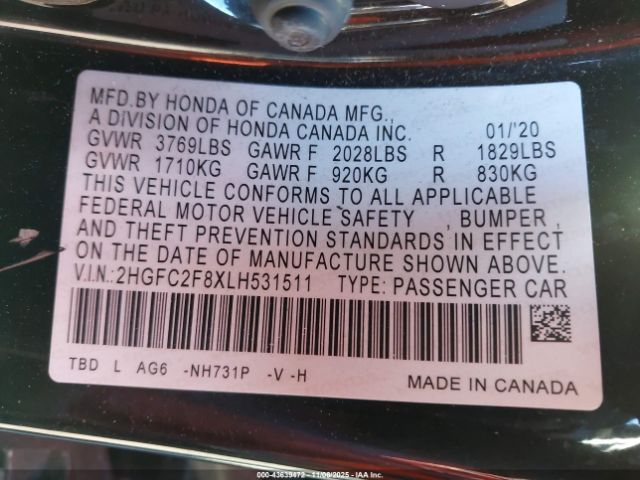 MFD.BY HONDA OF CANADA MFG.,
A DIVISION OF HONDA CANADA INC. 01/'20
GVWR 3769LBS GAWR F 2028LBS R 1829LBS
GVWR 1710KG GAWR F 920KG R 830KG
THIS VEHICLE CONFORMS TO ALL APPLICABLE
FEDERAL MOTOR VEHICLE SAFETY , BUMPER ,
AND THEFT PREVENTION STANDARDS IN EFFECT
ON THE DATE OF MANUFACTURE SHOWN ABOVE.
V.I.N.:2HGFC2F8XLH531511 TYPE:PASSENGER CAR
TBD L AG6 -NH731P -V -H
MADE IN CANADA
000-43639472 - 11/06/2025 - IAA Inc.